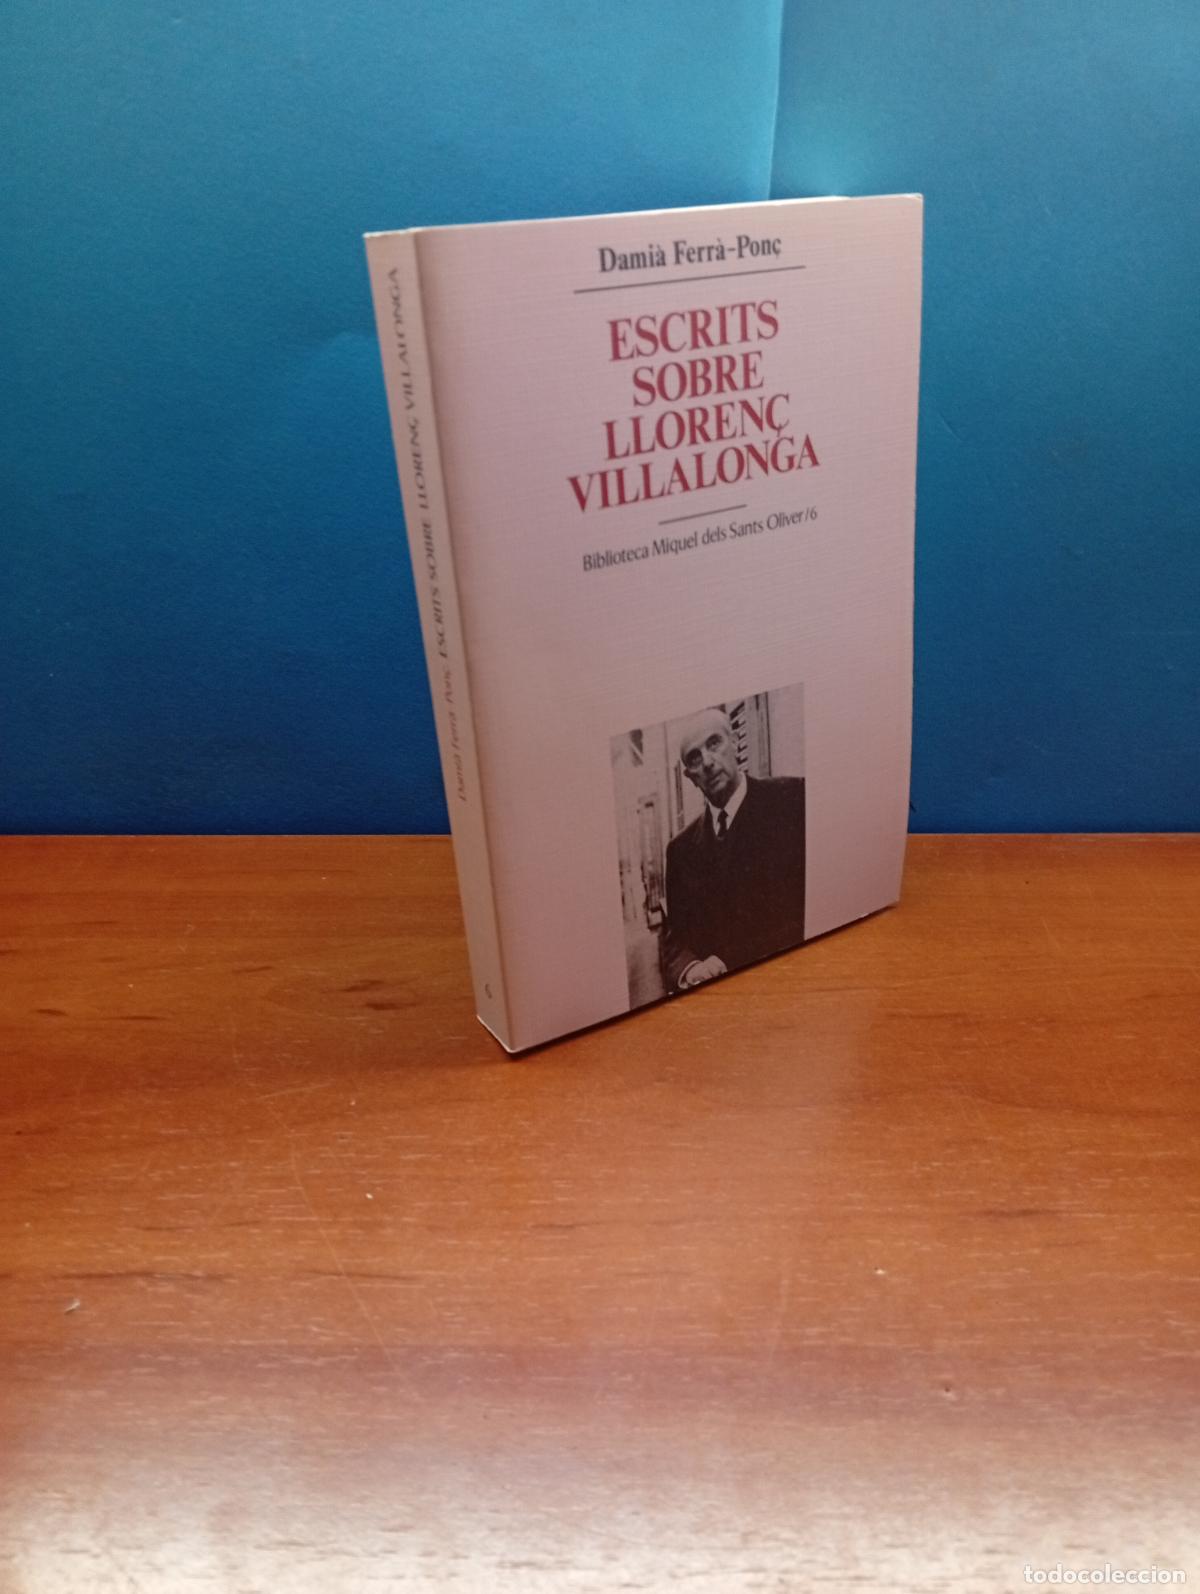 Damià Ferrà-Ponç
ESCRITS
SOBRE
LLORENÇ
VILLALONGA
Biblioteca Miquel dels Sants Oliver/6
Damià Ferrà-Ponç ESCRITS SOBRE LLORENÇ VILLALONGA
6
todocoleccion